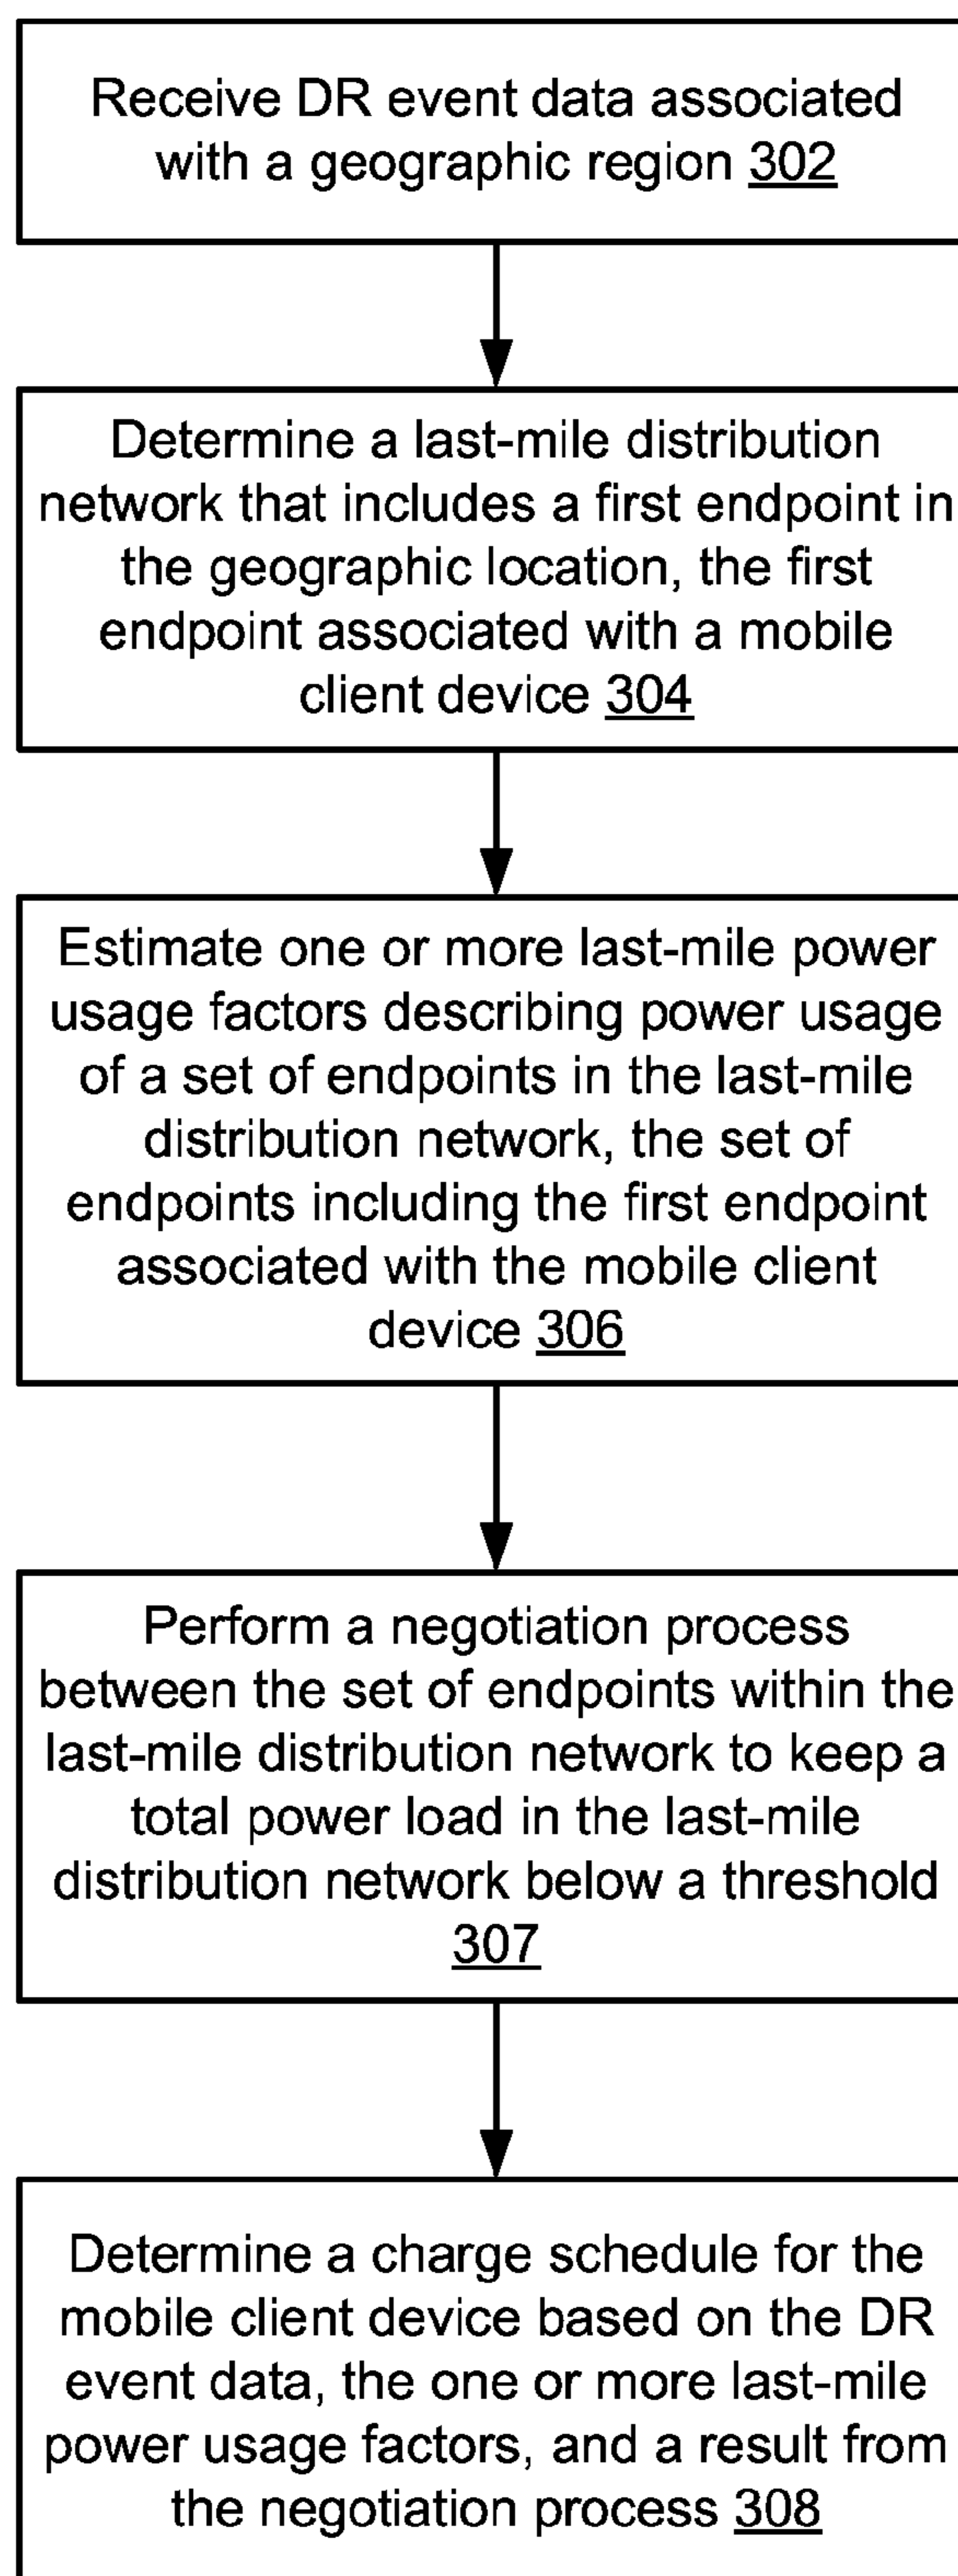 Receive DR event data associated
with a geographic region 302
Determine a last-mile distribution
network that includes a first endpoint in
the geographic location, the first
endpoint associated with a mobile
client device 304
Estimate one or more last-mile power
usage factors describing power usage
of a set of endpoints in the last-mile
distribution network, the set of
endpoints including the first endpoint
associated with the mobile client
device 306
Perform a negotiation process
between the set of endpoints within the
last-mile distribution network to keep a
total power load in the last-mile
distribution network below a threshold
307
Determine a charge schedule for the
mobile client device based on the DR
event data, the one or more last-mile
power usage factors, and a result from
the negotiation process 308